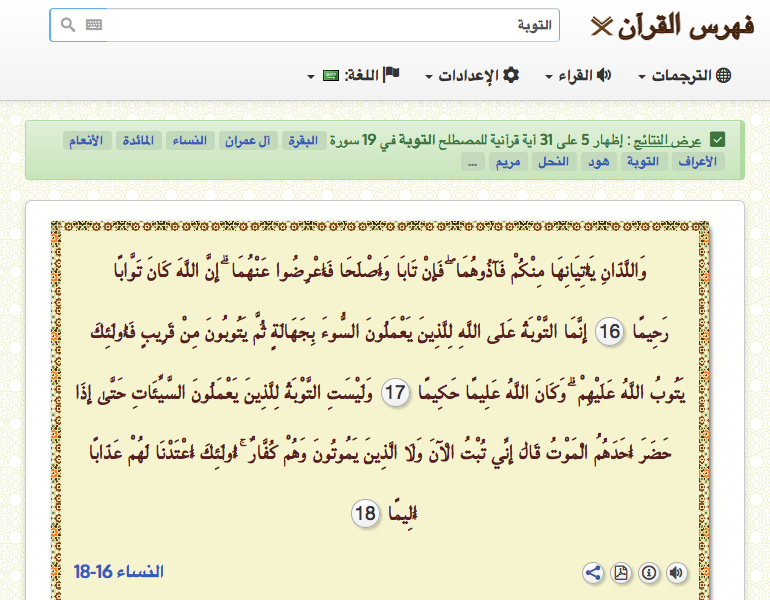 فهرس القرآن
التوبة
الترجمات القراء الإعدادات اللغة:
عرض النتائج : إظهار 5 على 31 آية قرآنية للمصطلح التوبة في 19 سورة البقرة آل عمران النساء المائدة الأنعام
الأعراف التوبة هود النحل مريم ...
وَاللَّذَانِ يَأْتِيَانِهَا مِنْكُمْ فَآذُوهُمَا ۖ فَإِنْ تَابَا وَأَصْلَحَا فَأَعْرِضُوا عَنْهُمَا ۗ إِنَّ اللَّهَ كَانَ تَوَّابًا
رَحِيمًا 16 إِنَّمَا التَّوْبَةُ عَلَى اللَّهِ لِلَّذِينَ يَعْمَلُونَ السُّوءَ بِجَهَالَةٍ ثُمَّ يَتُوبُونَ مِنْ قَرِيبٍ فَأُولَٰئِكَ
يَتُوبُ اللَّهُ عَلَيْهِمْ ۗ وَكَانَ اللَّهُ عَلِيمًا حَكِيمًا 17 وَلَيْسَتِ التَّوْبَةُ لِلَّذِينَ يَعْمَلُونَ السَّيِّئَاتِ حَتَّىٰ إِذَا
حَضَرَ أَحَدَهُمُ الْمَوْتُ قَالَ إِنِّي تُبْتُ الْآنَ وَلَا الَّذِينَ يَمُوتُونَ وَهُمْ كُفَّارٌ ۚ أُولَٰئِكَ أَعْتَدْنَا لَهُمْ عَذَابًا
أَلِيمًا 18
النساء 16-18